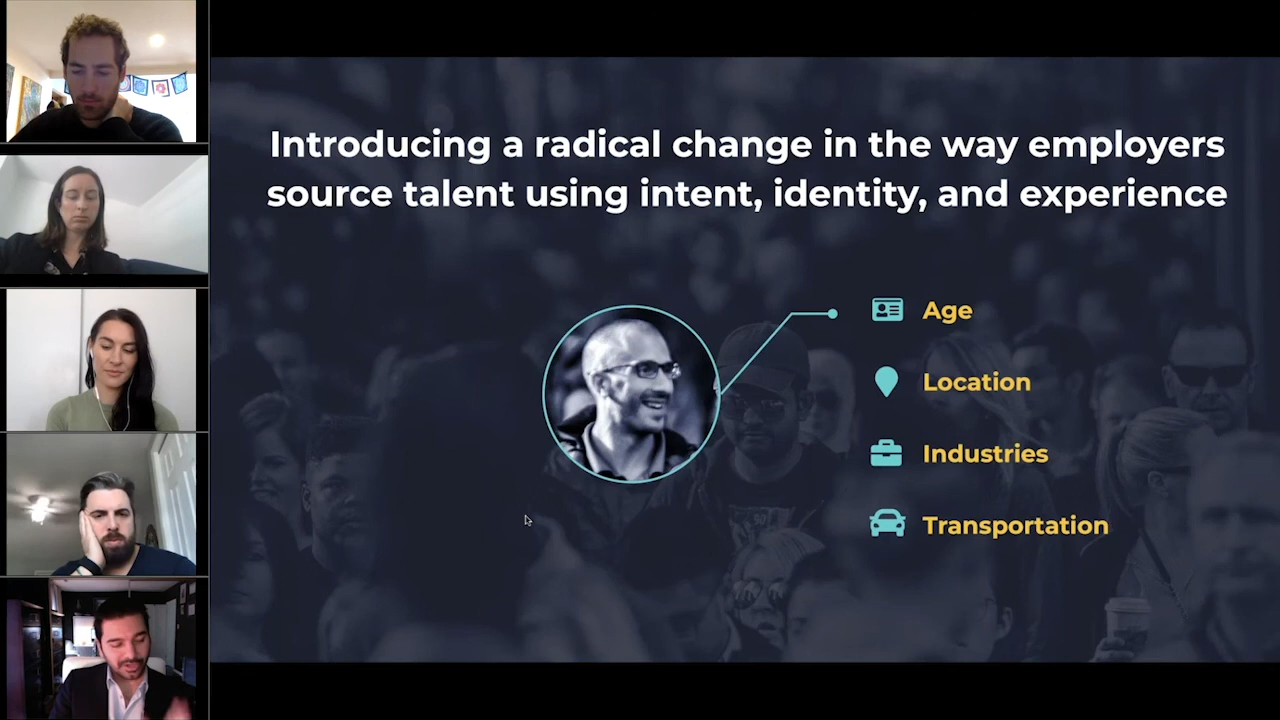 Introducing a radical change in the way employers
source talent using intent, identity, and experience
Age
Location
Industries
Transportation